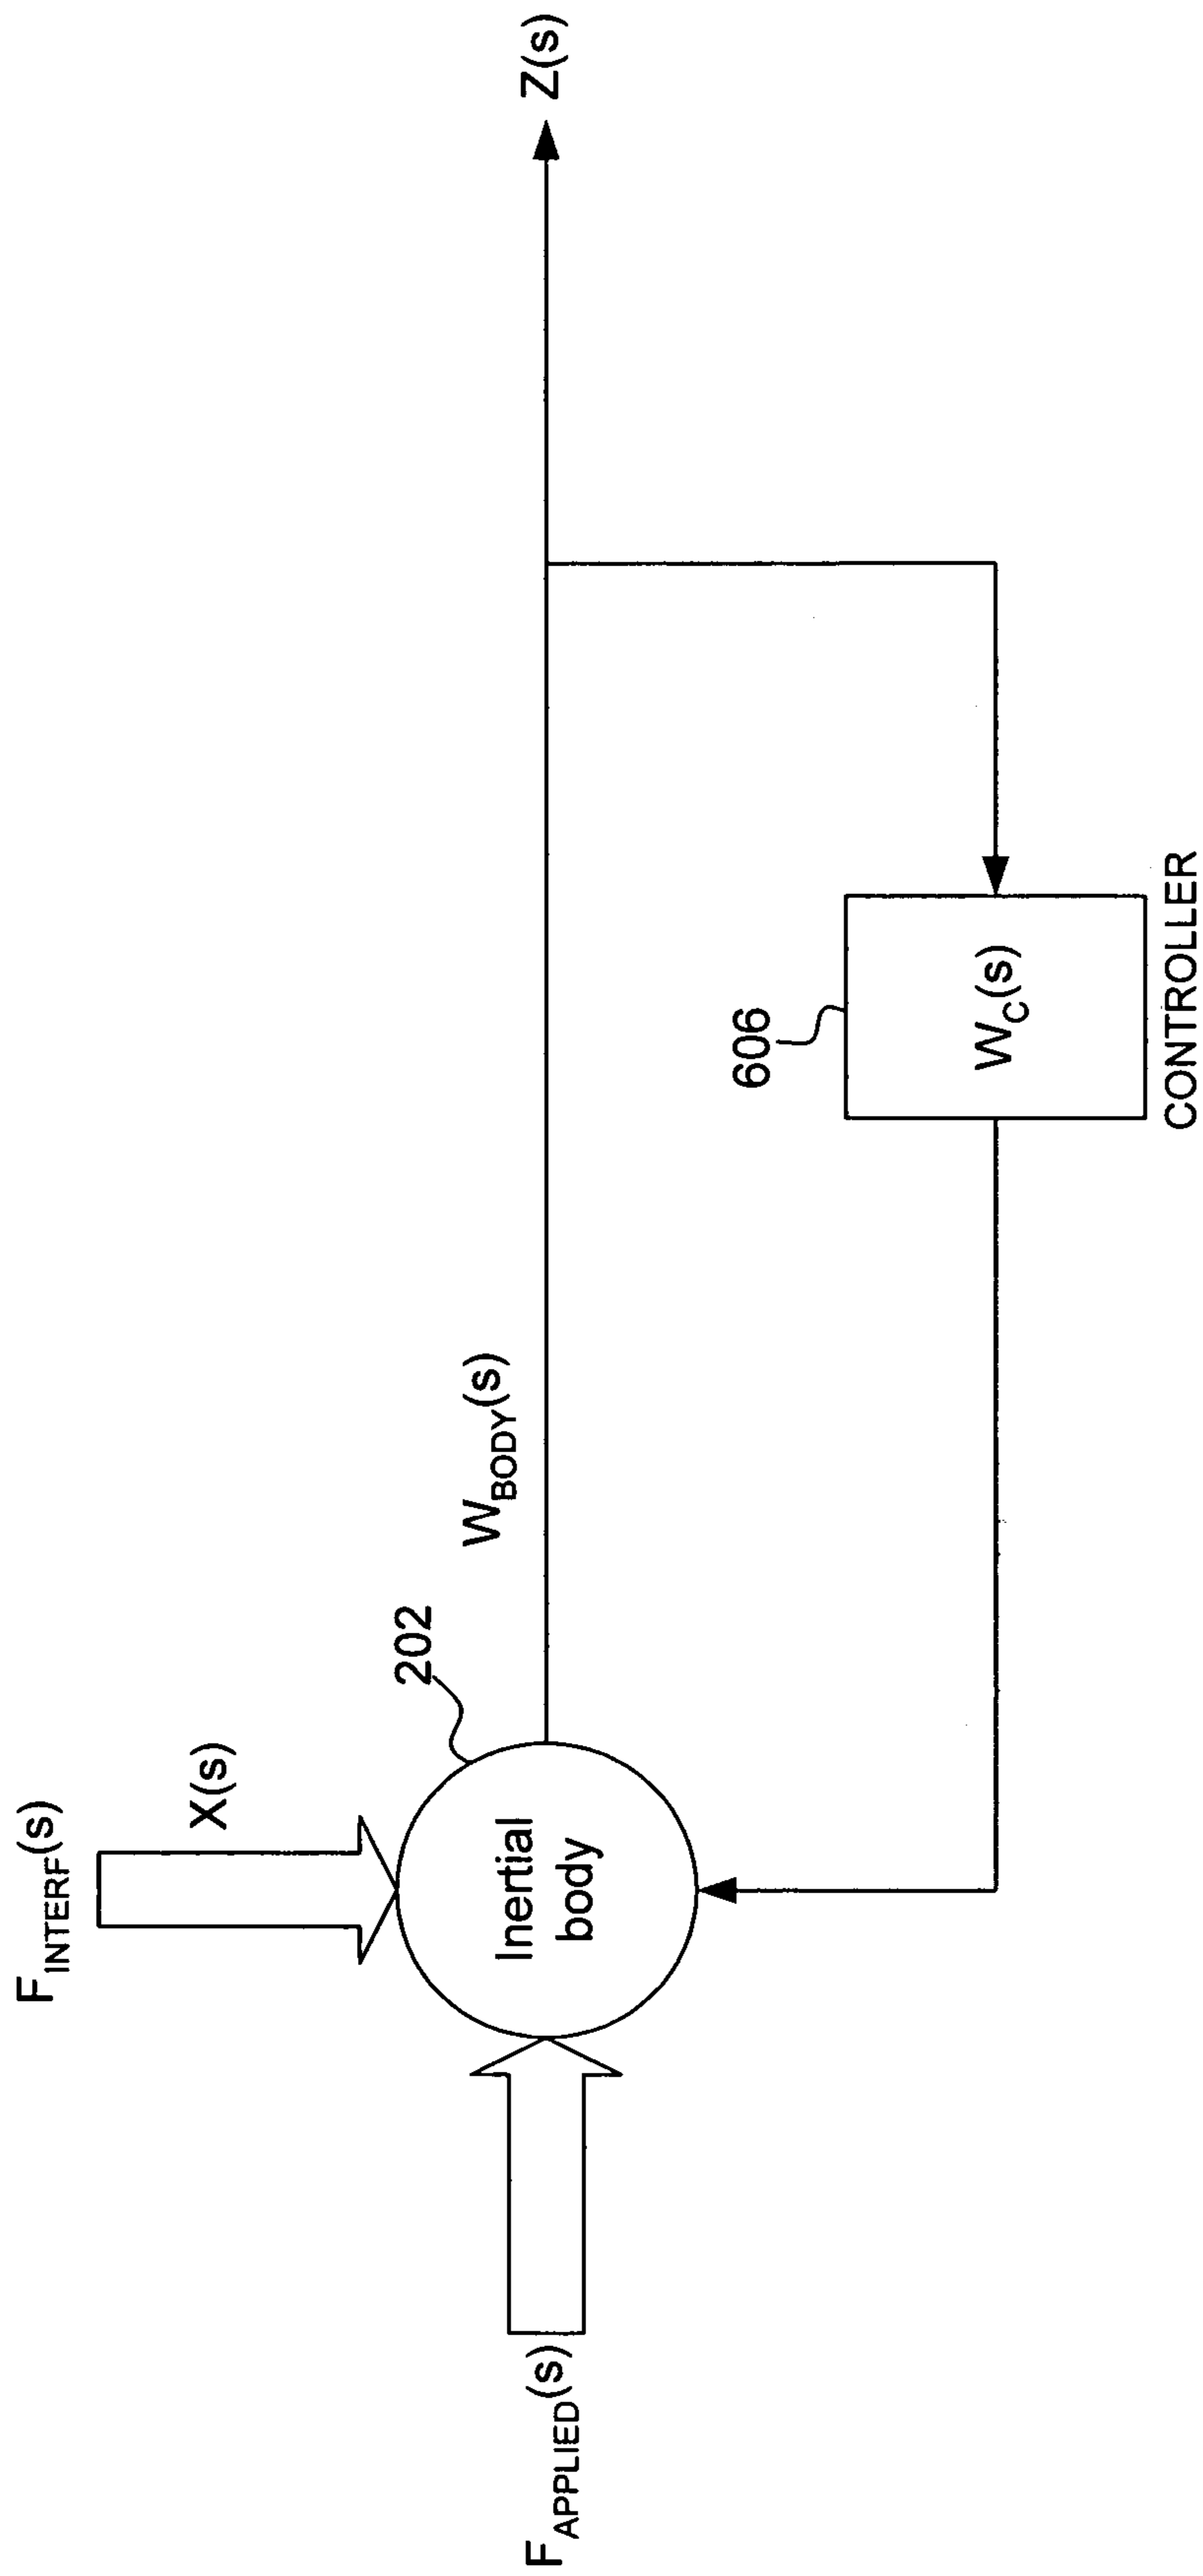 F_INTERF(s)
X(s)
202
W_BODY(s)
Z(s)
F_APPLIED(s)
Inertial
body
606
W_C(s)
CONTROLLER